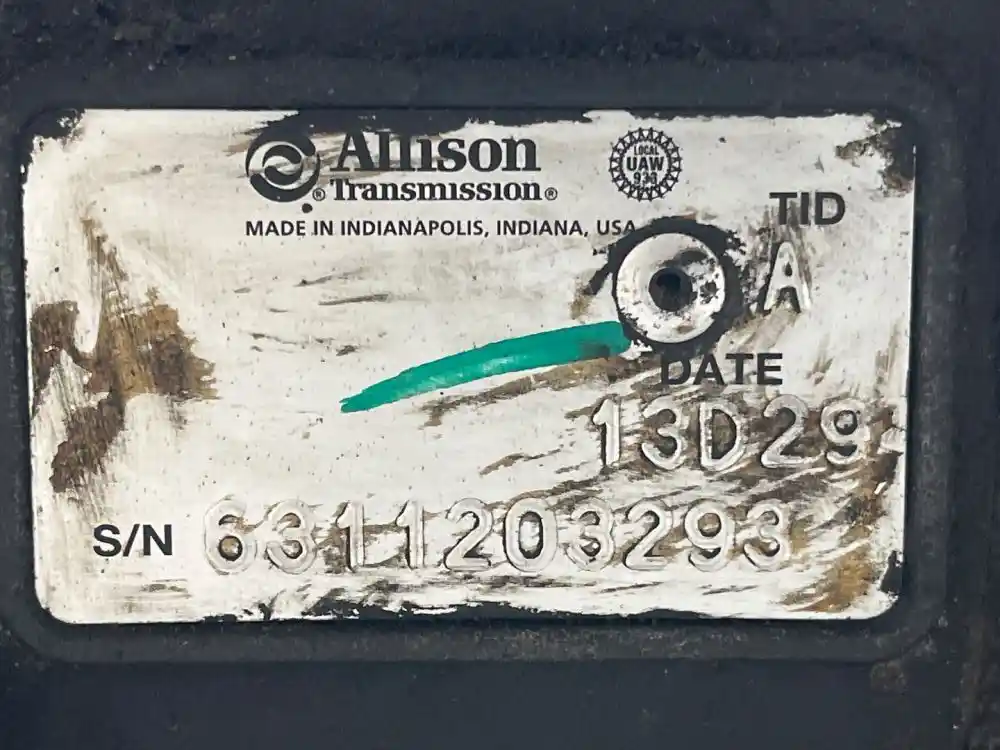 Allison
Transmission®
MADE IN INDIANAPOLIS, INDIANA, USA
LOCAL
UAW
933
TID
A
DATE
13D29
S/N 6311203293